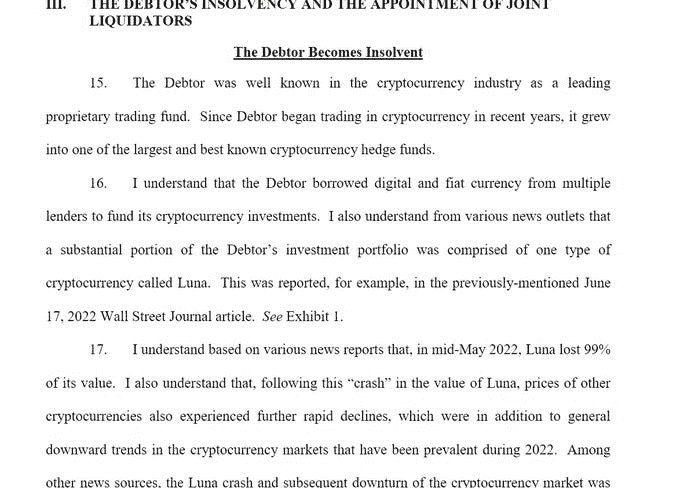 III. THE DEBTOR'S INSOLVENCY AND THE APPOINTMENT OF JOINT
LIQUIDATORS
The Debtor Becomes Insolvent
15. The Debtor was well known in the cryptocurrency industry as a leading
proprietary trading fund. Since Debtor began trading in cryptocurrency in recent years, it grew
into one of the largest and best known cryptocurrency hedge funds.
16. I understand that the Debtor borrowed digital and fiat currency from multiple
lenders to fund its cryptocurrency investments. I also understand from various news outlets that
a substantial portion of the Debtor's investment portfolio was comprised of one type of
cryptocurrency called Luna. This was reported, for example, in the previously-mentioned June
17, 2022 Wall Street Journal article. See Exhibit 1.
17. I understand based on various news reports that, in mid-May 2022, Luna lost 99%
of its value. I also understand that, following this “crash” in the value of Luna, prices of other
cryptocurrencies also experienced further rapid declines, which were in addition to general
downward trends in the cryptocurrency markets that have been prevalent during 2022. Among
other news sources, the Luna crash and subsequent downturn of the cryptocurrency market was